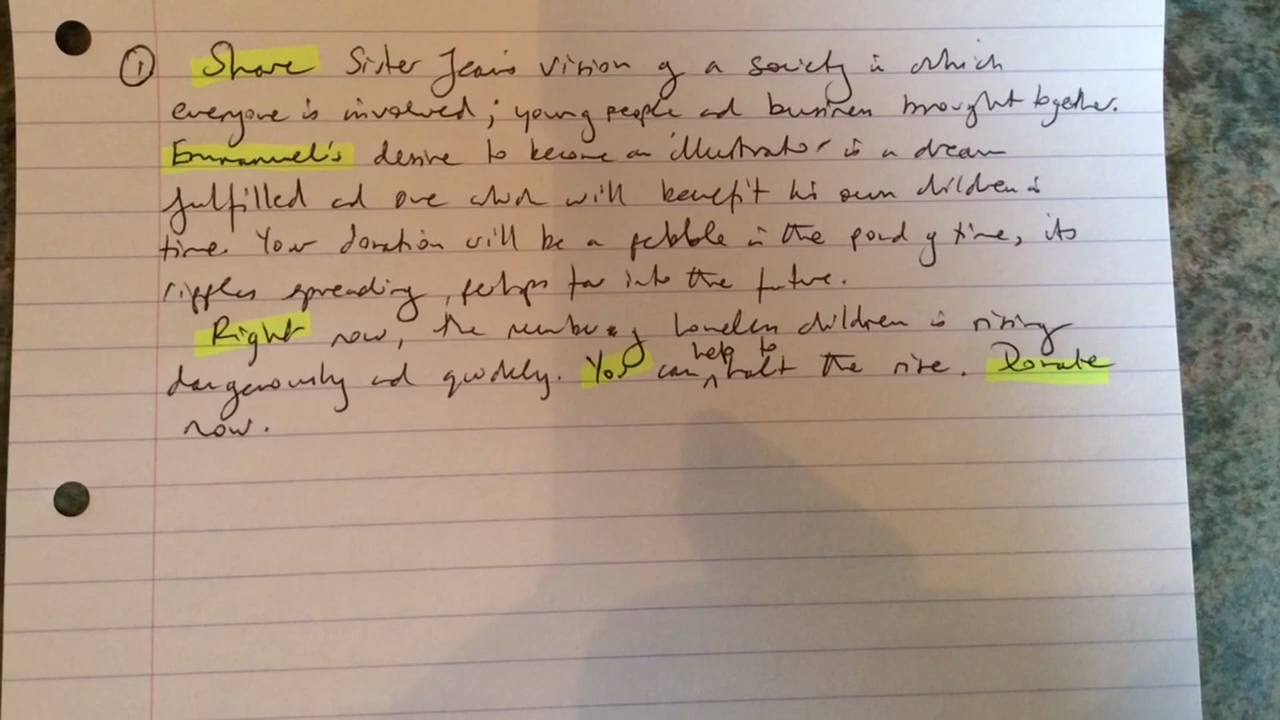 ① Share Sister Jean's vision of a society in which
everyone is involved; young people and business brought together.
Emmanuel's desire to become an illustrator is a dream
fulfilled and one which will benefit his own children in
time. Your donation will be a pebble in the pond of time, its
ripples spreading, perhaps far into the future.
Right now, the number of homeless children is rising
dangerously and quickly. You can help to halt the rise. Donate
now.